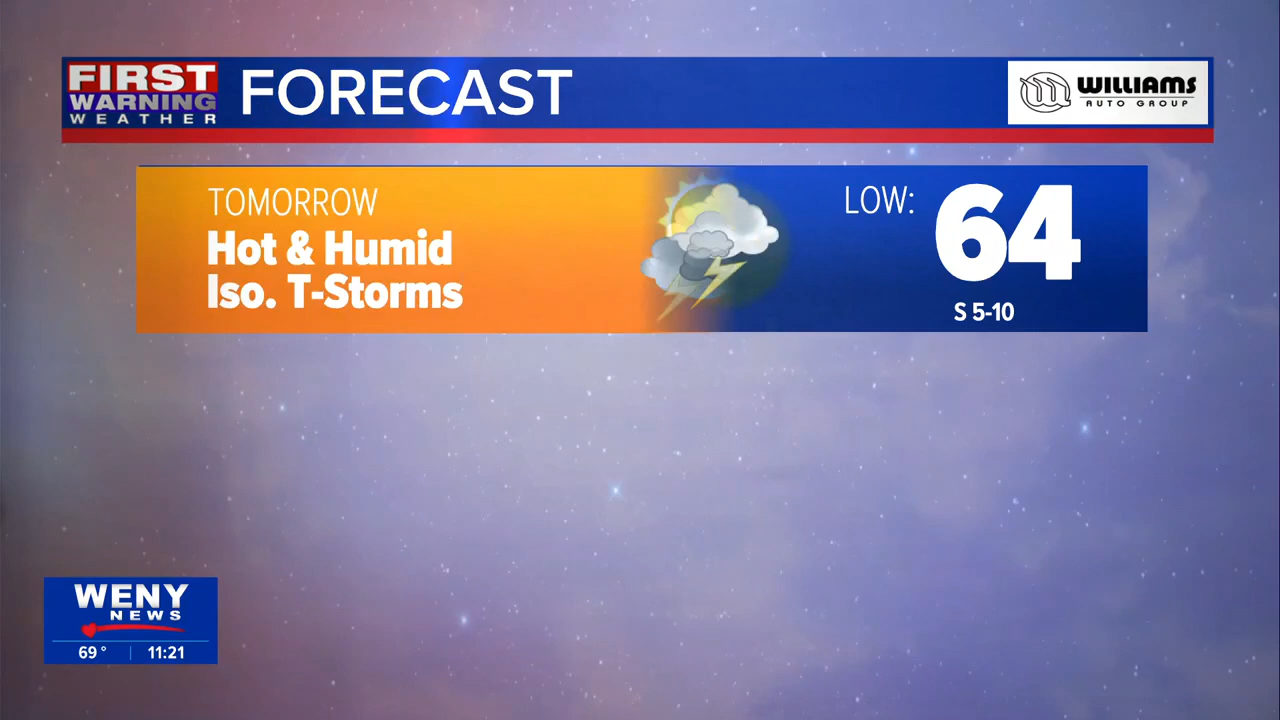 FIRST
WARNING
WEATHER
FORECAST
WILLIAMS
AUTO GROUP
TOMORROW
Hot & Humid
Iso. T-Storms
LOW:
64
S 5-10
WENY
NEWS
69° | 11:21